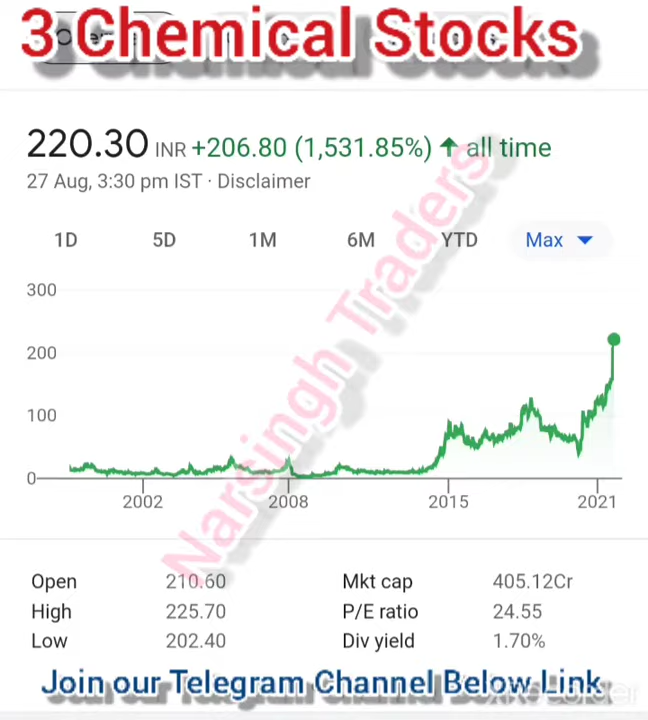 3 Chemical Stocks
220.30 INR +206.80 (1,531.85%) ↑ all time
27 Aug, 3:30 pm IST · Disclaimer
1D 5D 1M 6M YTD Max
300
200
100
0
2002 2008 2015 2021
Narsingh Traders
Open 210.60 Mkt cap 405.12Cr
High 225.70 P/E ratio 24.55
Low 202.40 Div yield 1.70%
Join our Telegram Channel Below Link